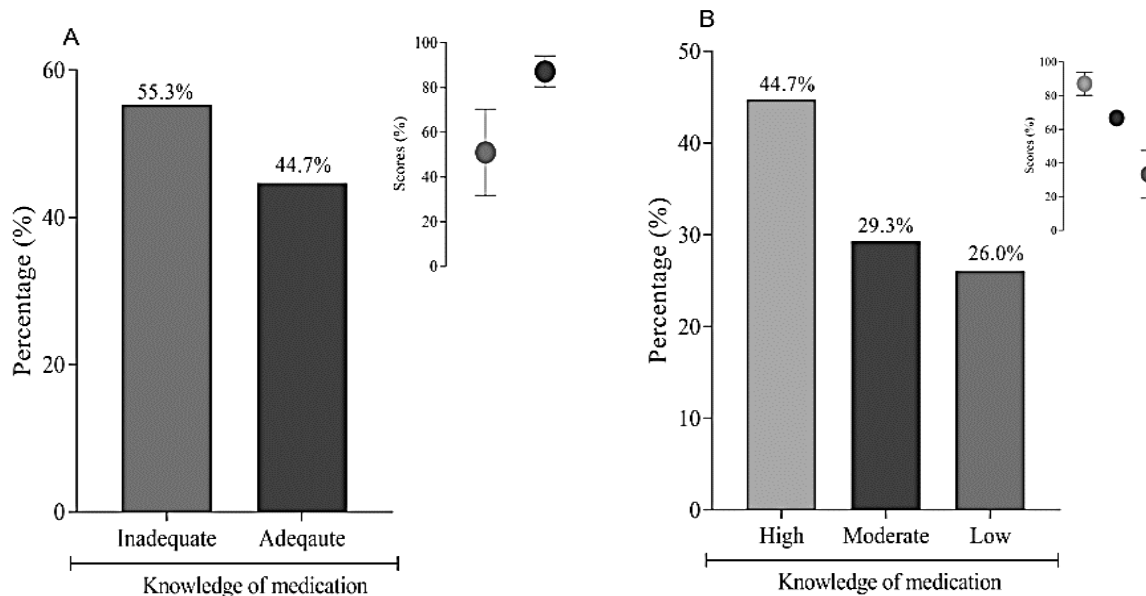 A
60
40
20
0
Percentage (%)
55.3%
44.7%
Inadequate Adeqaute
Knowledge of medication
100
80
60
40
20
0
Scores (%)
B
50
40
30
20
10
0
Percentage (%)
44.7%
29.3%
26.0%
High Moderate Low
Knowledge of medication
100
80
60
40
20
0
Scores (%)